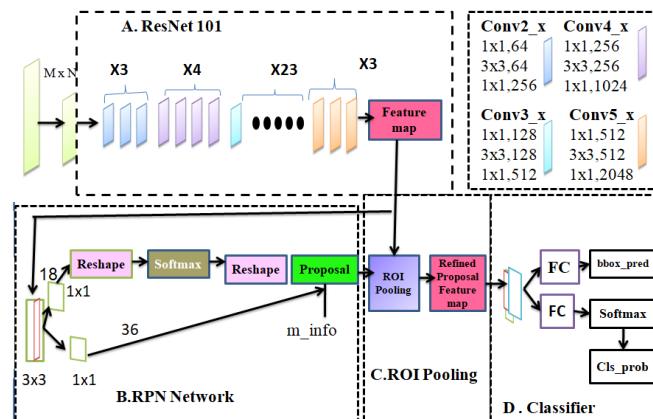 A. ResNet 101
M x N
X3
X4
X23
X3
Feature
map
Conv2_x
1x1,64
3x3,64
1x1,256
Conv4_x
1x1,256
3x3,256
1x1,1024
Conv3_x
1x1,128
3x3,128
1x1,512
Conv5_x
1x1,512
3x3,512
1x1,2048
18
1x1
Reshape
Softmax
Reshape
Proposal
36
m_info
3x3
1x1
B.RPN Network
ROI
Pooling
Refined
Proposal
Feature
map
C.ROI Pooling
FC
bbox_pred
FC
Softmax
Cls_prob
D . Classifier